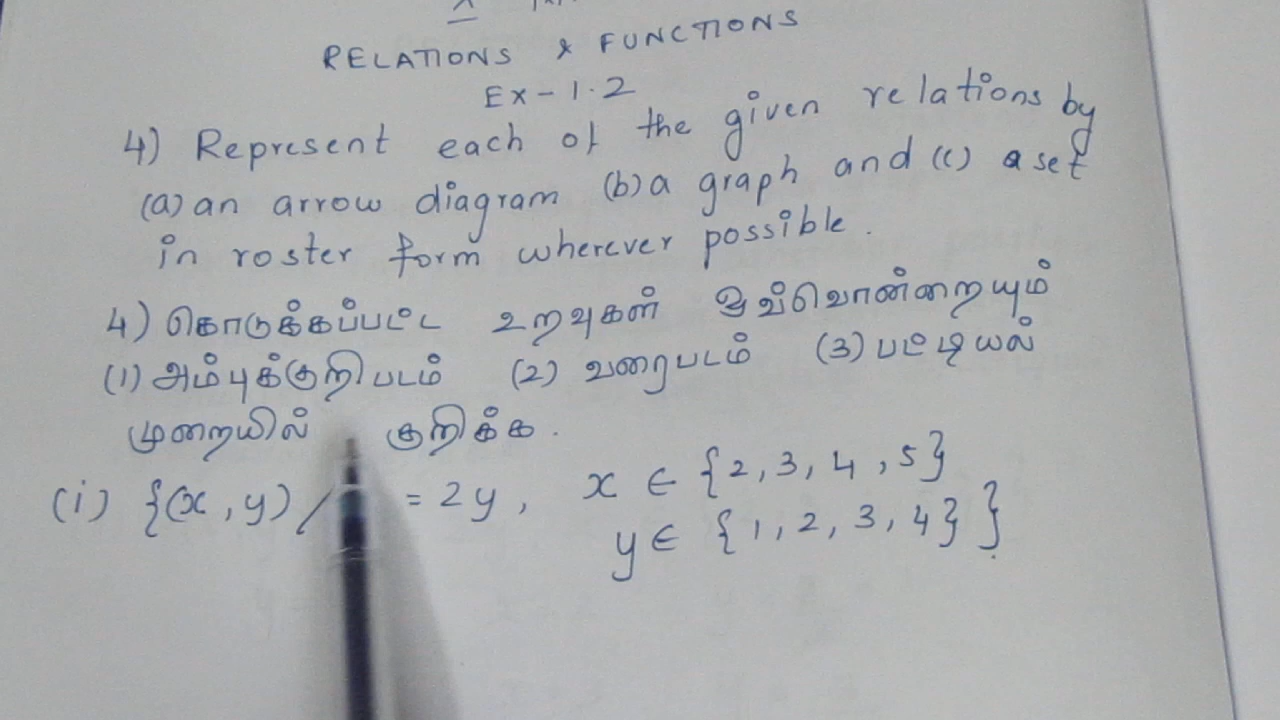 RELATIONS & FUNCTIONS
EX-1.2
4) Represent each of the given relations by
(a) an arrow diagram (b) a graph and (c) a set
in roster form wherever possible.
4) கொடுக்கப்பட்ட உறவுகள் ஒவ்வொன்றையும்
(1) அம்புக்குறி படம் (2) வரைபடம் (3) பட்டியல்
முறையில் குறிக்க.
(i) {(x, y) / = 2y, x ∈ {2, 3, 4, 5}
y ∈ {1, 2, 3, 4} }